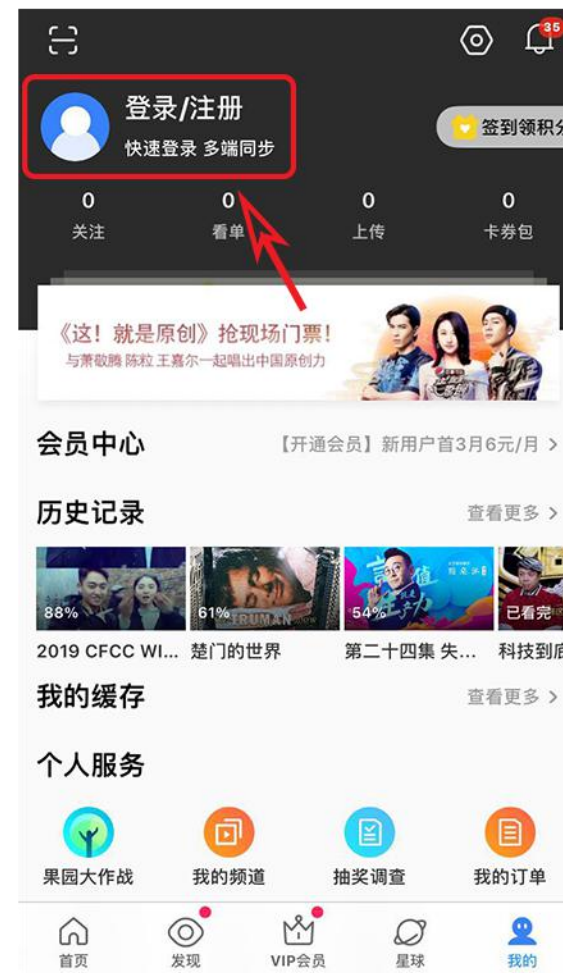 35
登录/注册
快速登录 多端同步
签到领积分
0 0 0 0
关注 看单 上传 卡券包
《这！就是原创》抢现场门票！
与萧敬腾 陈粒 王嘉尔一起唱出中国原创力
会员中心 【开通会员】新用户首3月6元/月 >
历史记录 查看更多 >
88% 61% 54% 已看完
TRUMAN
2019 CFCC WI... 楚门的世界 第二十四集 失... 科技到底
我的缓存 查看更多 >
个人服务
果园大作战 我的频道 抽奖调查 我的订单
首页 发现 VIP会员 星球 我的